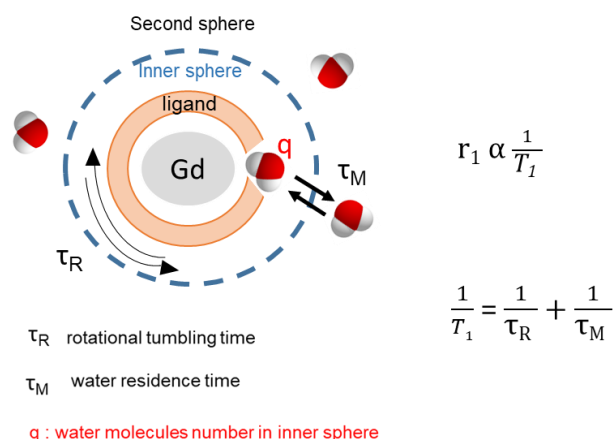 Second sphere
Inner sphere
ligand
Gd
q
τM
τR
r1 α 1/T1
1/T1 = 1/τR + 1/τM
τR rotational tumbling time
τM water residence time
q : water molecules number in inner sphere